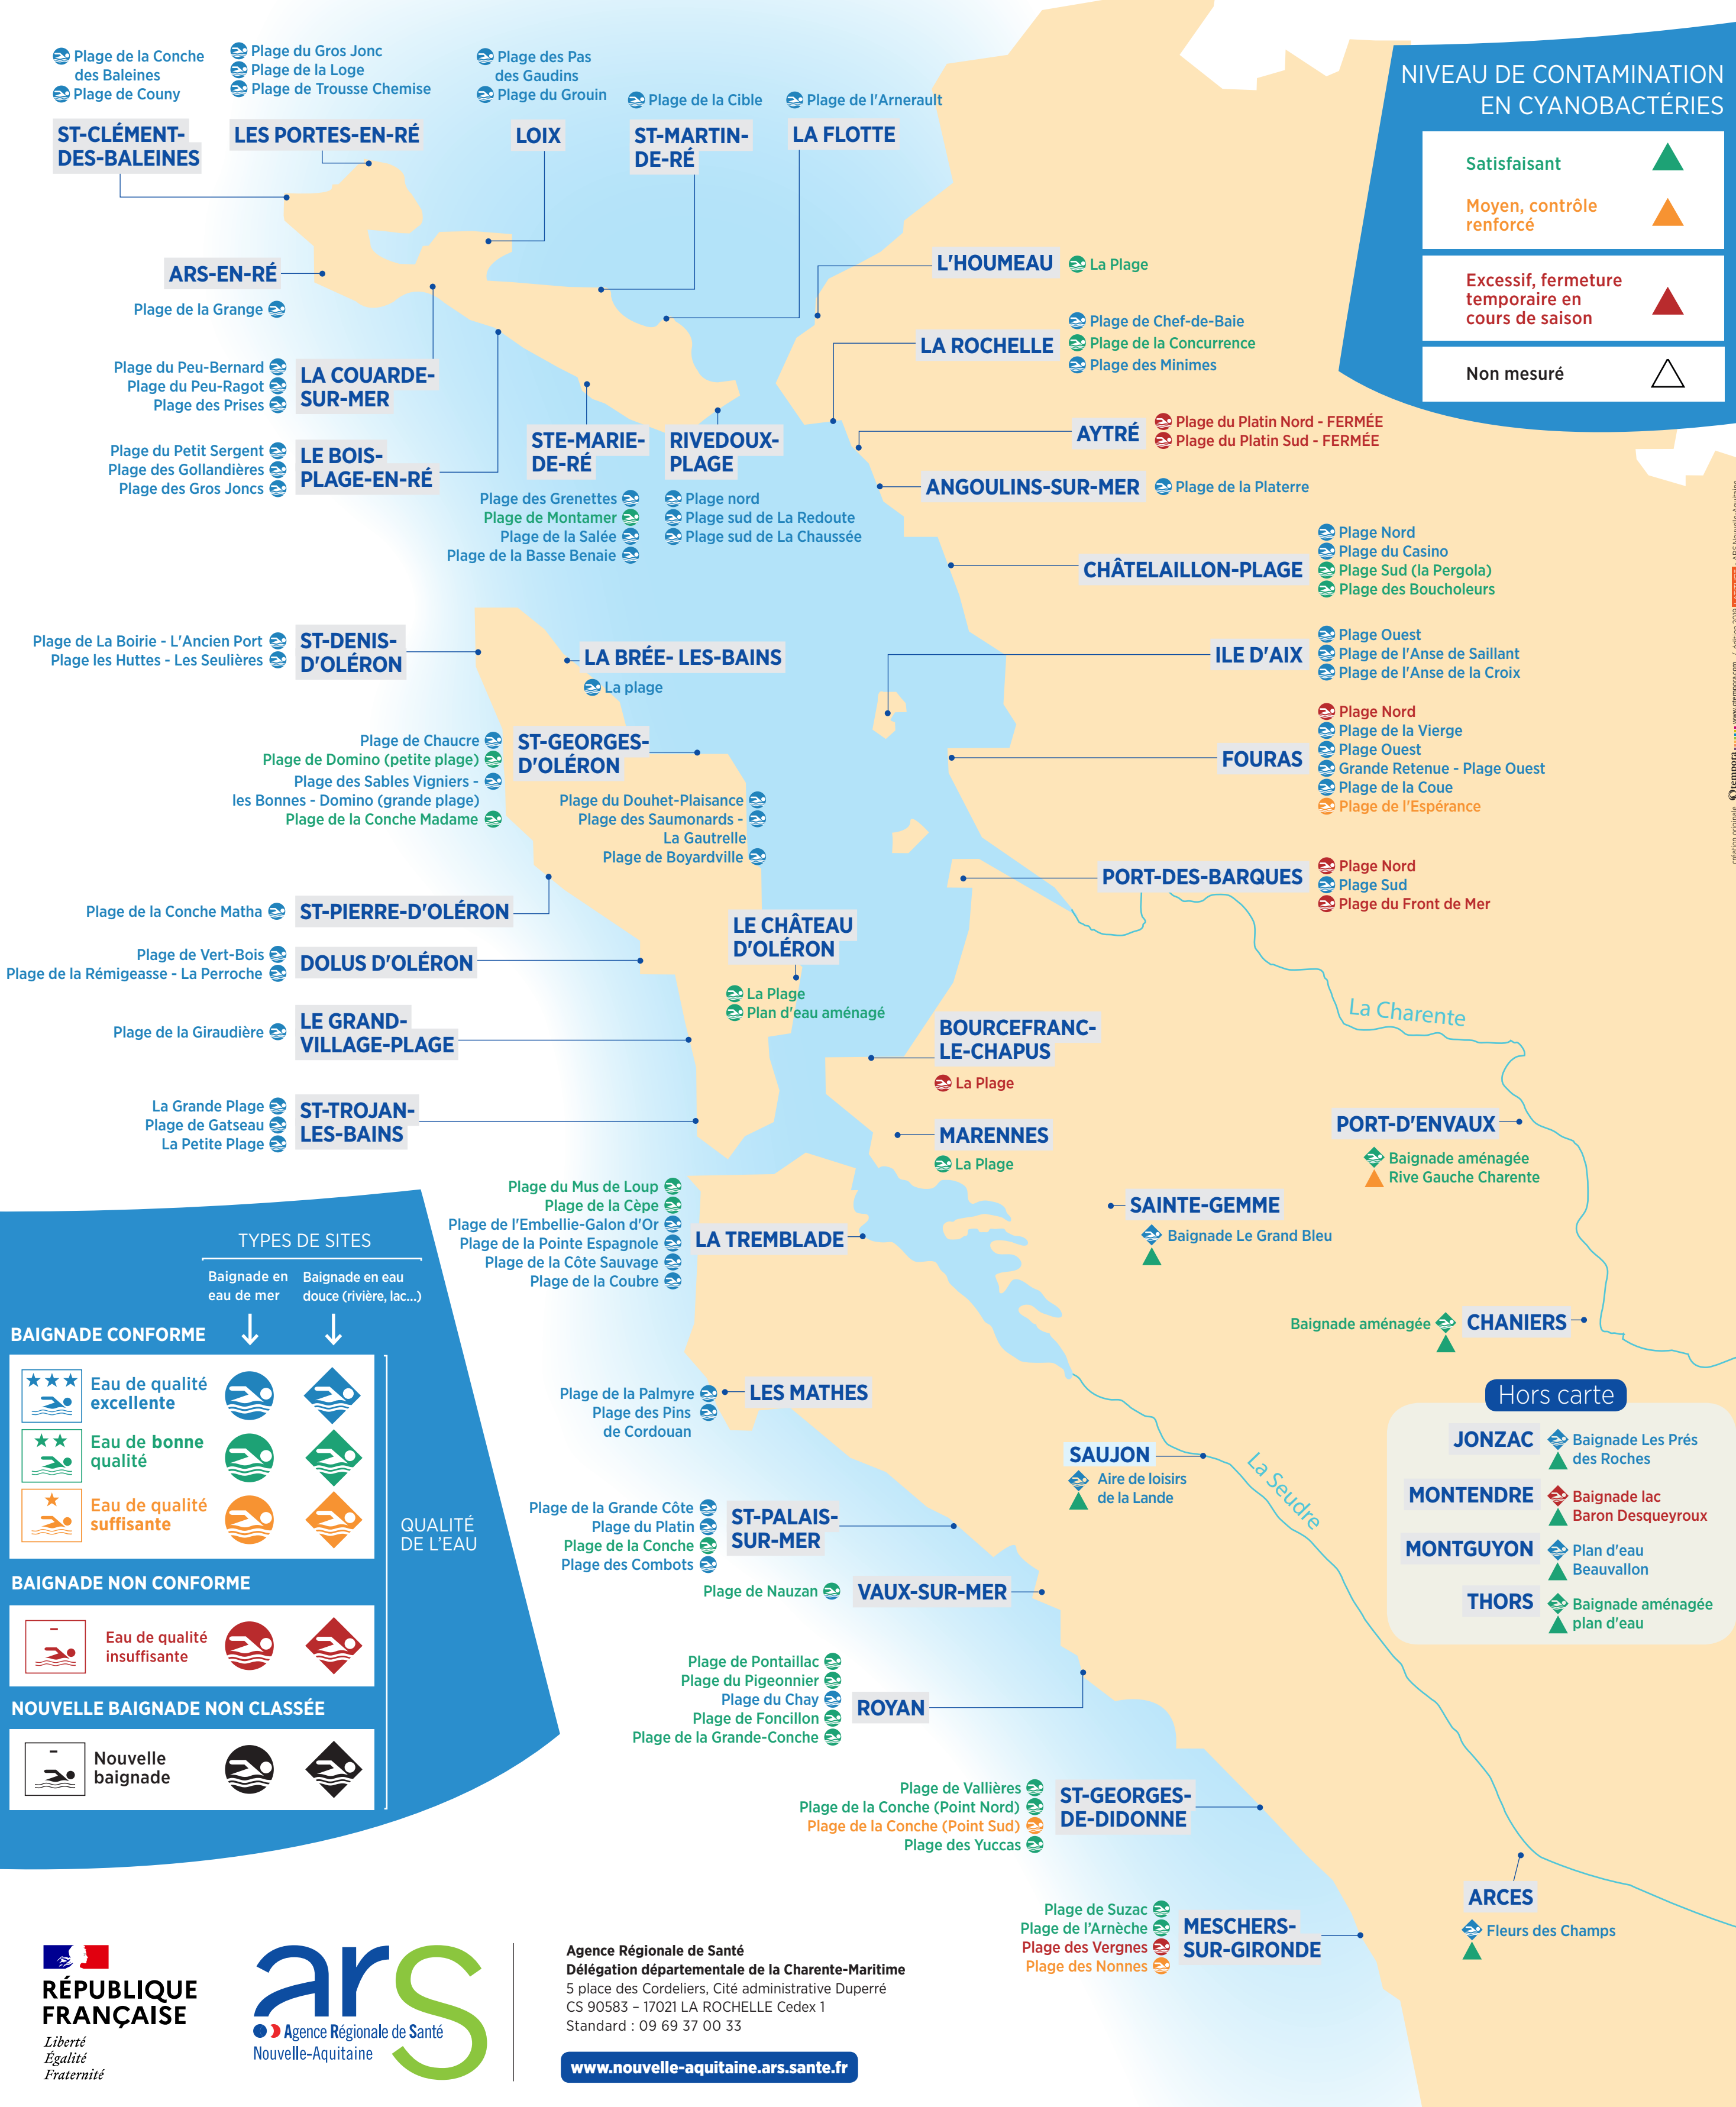 Plage de la Conche
des Baleines
Plage de Couny
ST-CLÉMENT-
DES-BALEINES
Plage du Gros Jonc
Plage de la Loge
Plage de Trousse Chemise
LES PORTES-EN-RÉ
Plage des Pas
des Gaudins
Plage du Grouin
LOIX
Plage de la Cible
ST-MARTIN-
DE-RÉ
Plage de l'Arnerault
LA FLOTTE
NIVEAU DE CONTAMINATION
EN CYANOBACTÉRIES
Satisfaisant
Moyen, contrôle
renforcé
Excessif, fermeture
temporaire en
cours de saison
Non mesuré
ARS-EN-RÉ
Plage de la Grange
Plage du Peu-Bernard
Plage du Peu-Ragot
Plage des Prises
LA COUARDE-
SUR-MER
Plage du Petit Sergent
Plage des Gollandières
Plage des Gros Joncs
LE BOIS-
PLAGE-EN-RÉ
STE-MARIE-
DE-RÉ
Plage des Grenettes
Plage de Montamer
Plage de la Salée
Plage de la Basse Benaie
RIVEDOUX-
PLAGE
Plage nord
Plage sud de La Redoute
Plage sud de La Chaussée
L'HOUMEAU
La Plage
LA ROCHELLE
Plage de Chef-de-Baie
Plage de la Concurrence
Plage des Minimes
AYTRÉ
Plage du Platin Nord - FERMÉE
Plage du Platin Sud - FERMÉE
ANGOULINS-SUR-MER
Plage de la Platerre
CHÂTELAILLON-PLAGE
Plage Nord
Plage du Casino
Plage Sud (la Pergola)
Plage des Boucholeurs
ILE D'AIX
Plage Ouest
Plage de l'Anse de Saillant
Plage de l'Anse de la Croix
FOURAS
Plage Nord
Plage de la Vierge
Plage Ouest
Grande Retenue - Plage Ouest
Plage de la Coue
Plage de l'Espérance
PORT-DES-BARQUES
Plage Nord
Plage Sud
Plage du Front de Mer
Plage de La Boirie - L'Ancien Port
Plage les Huttes - Les Seulières
ST-DENIS-
D'OLÉRON
LA BRÉE- LES-BAINS
La plage
Plage de Chaucre
Plage de Domino (petite plage)
Plage des Sables Vigniers -
les Bonnes - Domino (grande plage)
Plage de la Conche Madame
ST-GEORGES-
D'OLÉRON
Plage du Douhet-Plaisance
Plage des Saumonards -
La Gautrelle
Plage de Boyardville
Plage de la Conche Matha
ST-PIERRE-D'OLÉRON
Plage de Vert-Bois
Plage de la Rémigeasse - La Perroche
DOLUS D'OLÉRON
LE CHÂTEAU
D'OLÉRON
La Plage
Plan d'eau aménagé
Plage de la Giraudière
LE GRAND-
VILLAGE-PLAGE
La Grande Plage
Plage de Gatseau
La Petite Plage
ST-TROJAN-
LES-BAINS
La Charente
BOURCEFRANC-
LE-CHAPUS
La Plage
MARENNES
La Plage
PORT-D'ENVAUX
Baignade aménagée
Rive Gauche Charente
SAINTE-GEMME
Baignade Le Grand Bleu
Baignade aménagée
CHANIERS
Plage du Mus de Loup
Plage de la Cèpe
Plage de l'Embellie-Galon d'Or
Plage de la Pointe Espagnole
Plage de la Côte Sauvage
Plage de la Coubre
LA TREMBLADE
Plage de la Palmyre
Plage des Pins
de Cordouan
LES MATHES
SAUJON
Aire de loisirs
de la Lande
La Seudre
Hors carte
JONZAC
Baignade Les Prés
des Roches
MONTENDRE
Baignade lac
Baron Desqueyroux
MONTGUYON
Plan d'eau
Beauvallon
THORS
Baignade aménagée
plan d'eau
Plage de la Grande Côte
Plage du Platin
Plage de la Conche
Plage des Combots
ST-PALAIS-
SUR-MER
Plage de Nauzan
VAUX-SUR-MER
Plage de Pontaillac
Plage du Pigeonnier
Plage du Chay
Plage de Foncillon
Plage de la Grande-Conche
ROYAN
Plage de Vallières
Plage de la Conche (Point Nord)
Plage de la Conche (Point Sud)
Plage des Yuccas
ST-GEORGES-
DE-DIDONNE
Plage de Suzac
Plage de l'Arnèche
Plage des Vergnes
Plage des Nonnes
MESCHERS-
SUR-GIRONDE
ARCES
Fleurs des Champs
TYPES DE SITES
Baignade en
eau de mer
Baignade en eau
douce (rivière, lac...)
BAIGNADE CONFORME
Eau de qualité
excellente
Eau de bonne
qualité
Eau de qualité
suffisante
QUALITÉ
DE L'EAU
BAIGNADE NON CONFORME
Eau de qualité
insuffisante
NOUVELLE BAIGNADE NON CLASSÉE
Nouvelle
baignade
RÉPUBLIQUE
FRANÇAISE
Liberté
Égalité
Fraternité
ars
Agence Régionale de Santé
Nouvelle-Aquitaine
Agence Régionale de Santé
Délégation départementale de la Charente-Maritime
5 place des Cordeliers, Cité administrative Duperré
CS 90583 – 17021 LA ROCHELLE Cedex 1
Standard : 09 69 37 00 33
www.nouvelle-aquitaine.ars.sante.fr